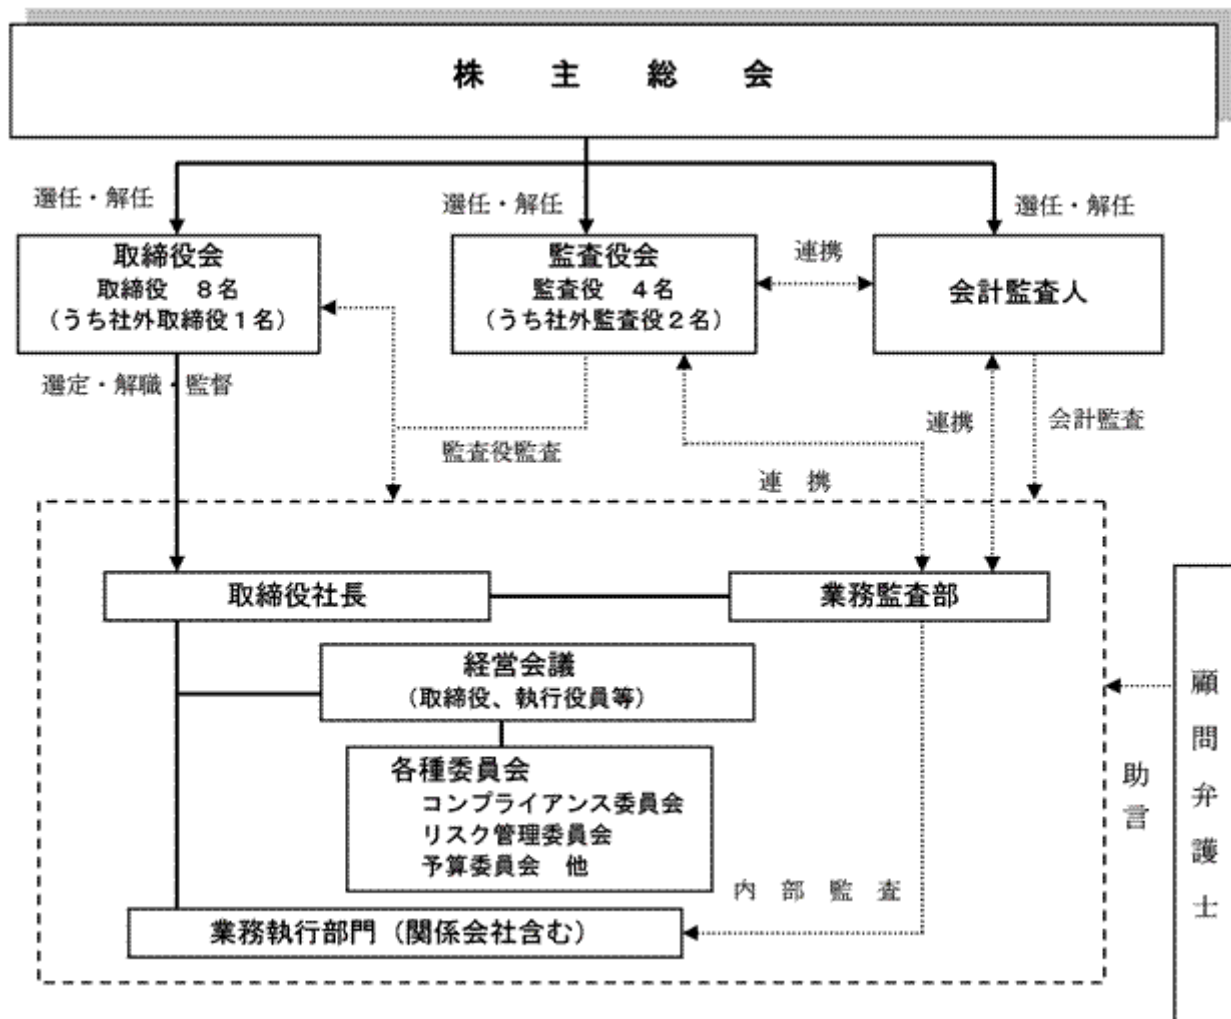 株主総会
選任・解任
選任・解任
選任・解任
取締役会
取締役　8名
（うち社外取締役1名）
監査役会
監査役　4名
（うち社外監査役2名）
連携
会計監査人
選定・解職・監督
監査役監査
連携
連携
会計監査
取締役社長
業務監査部
経営会議
（取締役、執行役員等）
各種委員会
コンプライアンス委員会
リスク管理委員会
予算委員会　他
内部監査
業務執行部門（関係会社含む）
助言
顧問弁護士